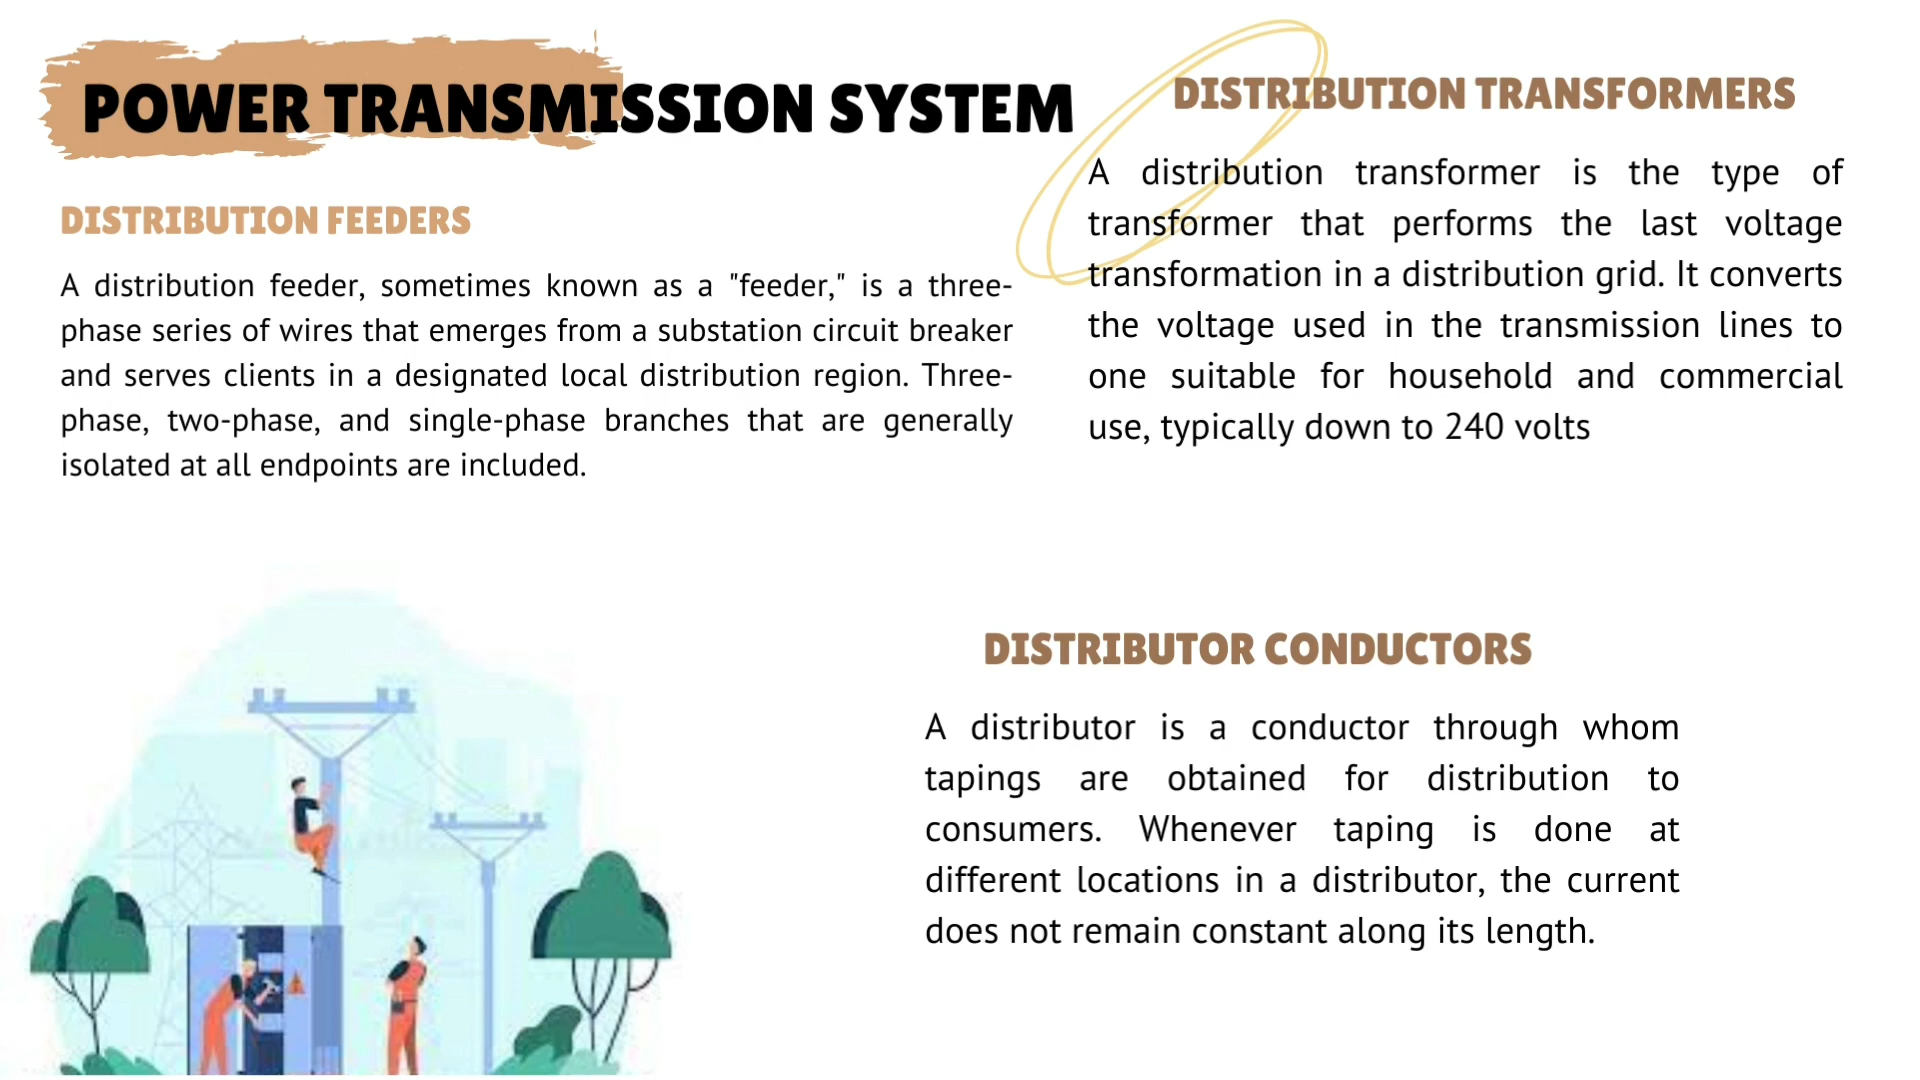 POWER TRANSMISSION SYSTEM
DISTRIBUTION FEEDERS
A distribution feeder, sometimes known as a "feeder," is a three-
phase series of wires that emerges from a substation circuit breaker
and serves clients in a designated local distribution region. Three-
phase, two-phase, and single-phase branches that are generally
isolated at all endpoints are included.
DISTRIBUTION TRANSFORMERS
A distribution transformer is the type of
transformer that performs the last voltage
transformation in a distribution grid. It converts
the voltage used in the transmission lines to
one suitable for household and commercial
use, typically down to 240 volts
DISTRIBUTOR CONDUCTORS
A distributor is a conductor through whom
tapings are obtained for distribution to
consumers. Whenever taping is done at
different locations in a distributor, the current
does not remain constant along its length.